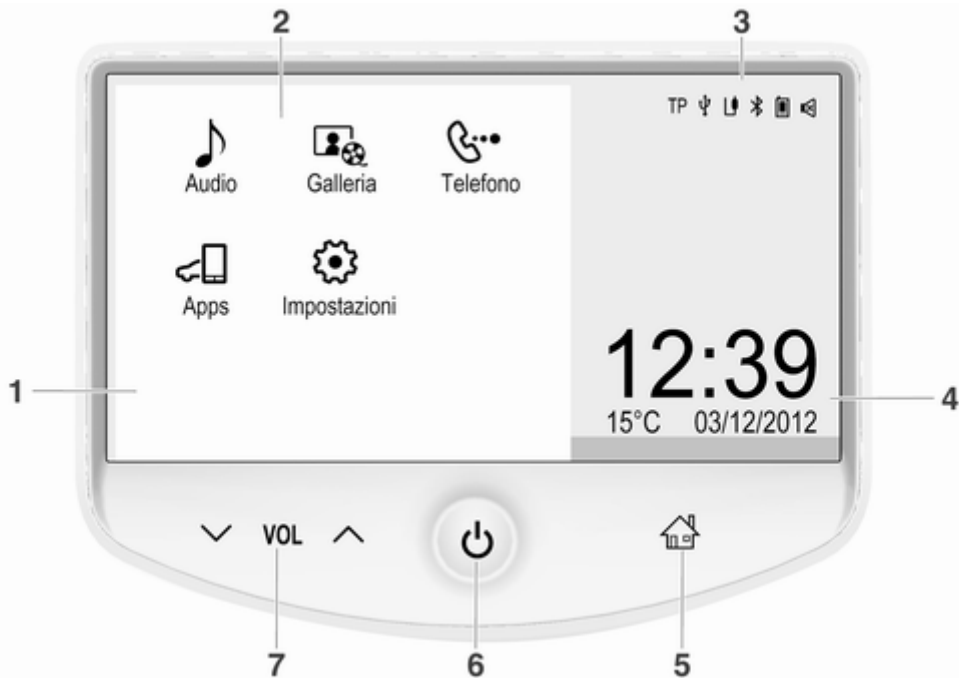 2
3
TP
Audio Galleria Telefono
Apps Impostazioni
12:39
1
4
15°C 03/12/2012
VOL
7
6
5